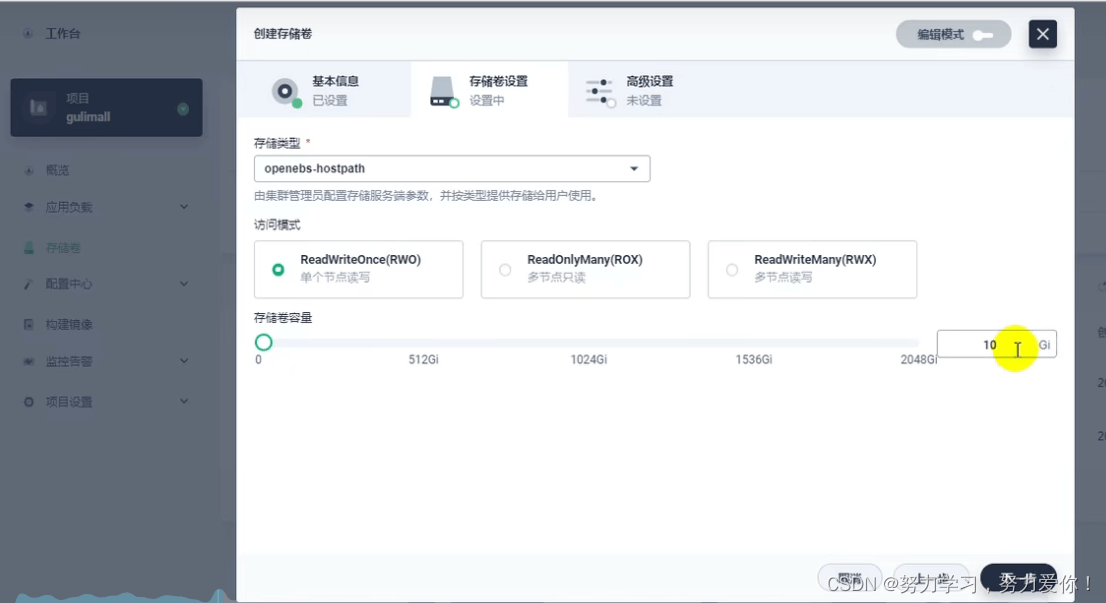 工作台
项目
gulimall
概览
应用负载
存储卷
配置中心
构建镜像
监控告警
项目设置
创建存储卷
编辑模式
基本信息
已设置
存储卷设置
设置中
高级设置
未设置
存储类型 *
openebs-hostpath
由集群管理员配置存储服务端参数，并按类型提供存储给用户使用。
访问模式
ReadWriteOnce(RWO)
单个节点读写
ReadOnlyMany(ROX)
多节点只读
ReadWriteMany(RWX)
多节点读写
存储卷容量
0 512Gi 1024Gi 1536Gi 2048Gi
10 Gi
取消 上一步 下一步
CSDN @努力学习，努力爱你！